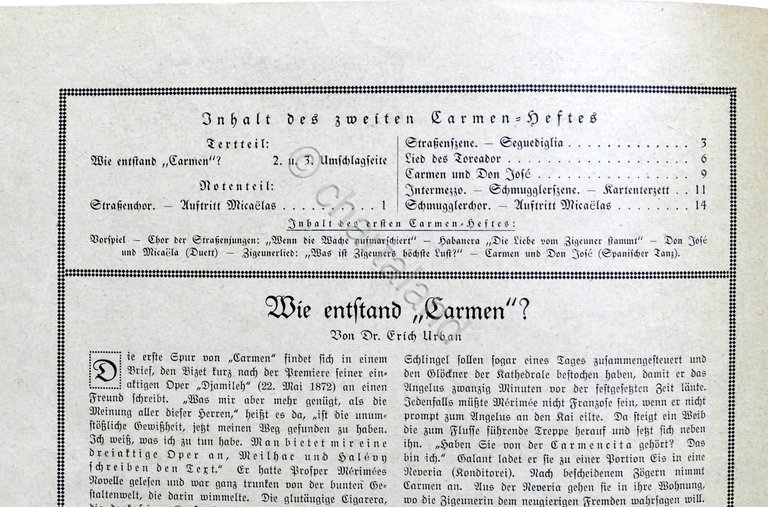 Inhalt des zweiten Carmen-Heftes
Textteil:
Wie entstand „Carmen“? 2. u. 3. Umschlagseite
Notenteil:
Straßenchor. — Auftritt Micaëlas . . . . . . . . . . . 1
Straßenszene. — Seguediglia . . . . . . . . . . . . . 3
Lied des Toreador . . . . . . . . . . . . . . . . . . . 6
Carmen und Don José . . . . . . . . . . . . . . . . 9
Intermezzo. — Schmugglerszene. — Kartenterzett . . 11
Schmugglerchor. — Auftritt Micaëlas . . . . . . . . 14
Inhalt des ersten Carmen-Heftes:
Vorspiel — Chor der Straßenjungen: „Wenn die Wache aufmarschiert“ — Habanera „Die Liebe vom Zigeuner stammt“ — Don José
und Micaëla (Duett) — Zigeunerlied: „Was ist Zigeuners höchste Lust?“ — Carmen und Don José (Spanischer Tanz).
Wie entstand „Carmen“?
Von Dr. Erich Urban
Die erste Spur von „Carmen“ findet sich in einem
Brief, den Bizet kurz nach der Premiere seiner ein-
aktigen Oper „Djamileh“ (22. Mai 1872) an einen
Freund schreibt. „Was mir aber mehr genügt, als die
Meinung aller dieser Herren,“ heißt es da, „ist die unum-
stößliche Gewißheit, jetzt meinen Weg gefunden zu haben.
Ich weiß, was ich zu tun habe. Man bietet mir eine
dreiaktige Oper an, Meilhac und Halévy
schreiben den Text.“ Er hatte Prosper Mérimées
Novelle gelesen und war ganz trunken von der bunten Ge-
staltenwelt, die darin wimmelte. Die glutäugige Cigarera,
Schlingel sollen sogar eines Tages zusammengesteuert und
den Glöckner der Kathedrale bestochen haben, damit er das
Angelus zwanzig Minuten vor der festgesetzten Zeit läute.
Jedenfalls müßte Mérimée nicht Franzose sein, wenn er nicht
prompt zum Angelus an den Kai eilte. Da steigt ein Weib
die zum Flusse führende Treppe herauf und setzt sich neben
ihn. „Haben Sie von der Carmencita gehört? Das
bin ich.“ Galant ladet er sie zu einer Portion Eis in eine
Neveria (Konditorei). Nach bescheidenem Zögern nimmt
Carmen an. Aus der Neveria gehen sie in ihre Wohnung,
wo die Zigeunerin dem neugierigen Fremden wahrsagen will.
© chantaland